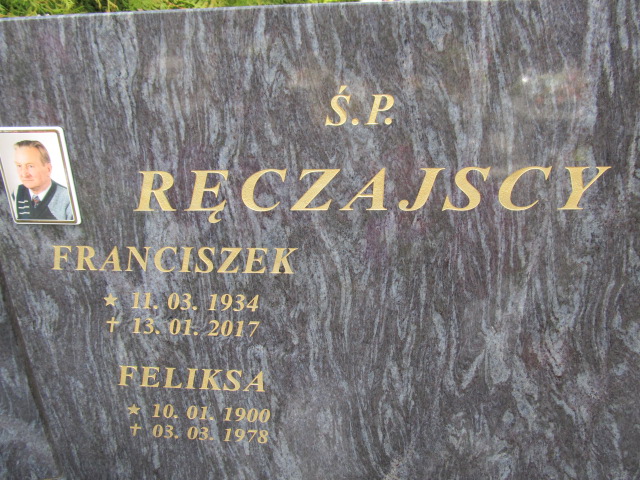 Ś.P.
RĘCZAJSCY
FRANCISZEK
★ 11. 03. 1934
✝ 13. 01. 2017
FELIKSA
★ 10. 01. 1900
✝ 03. 03. 1978